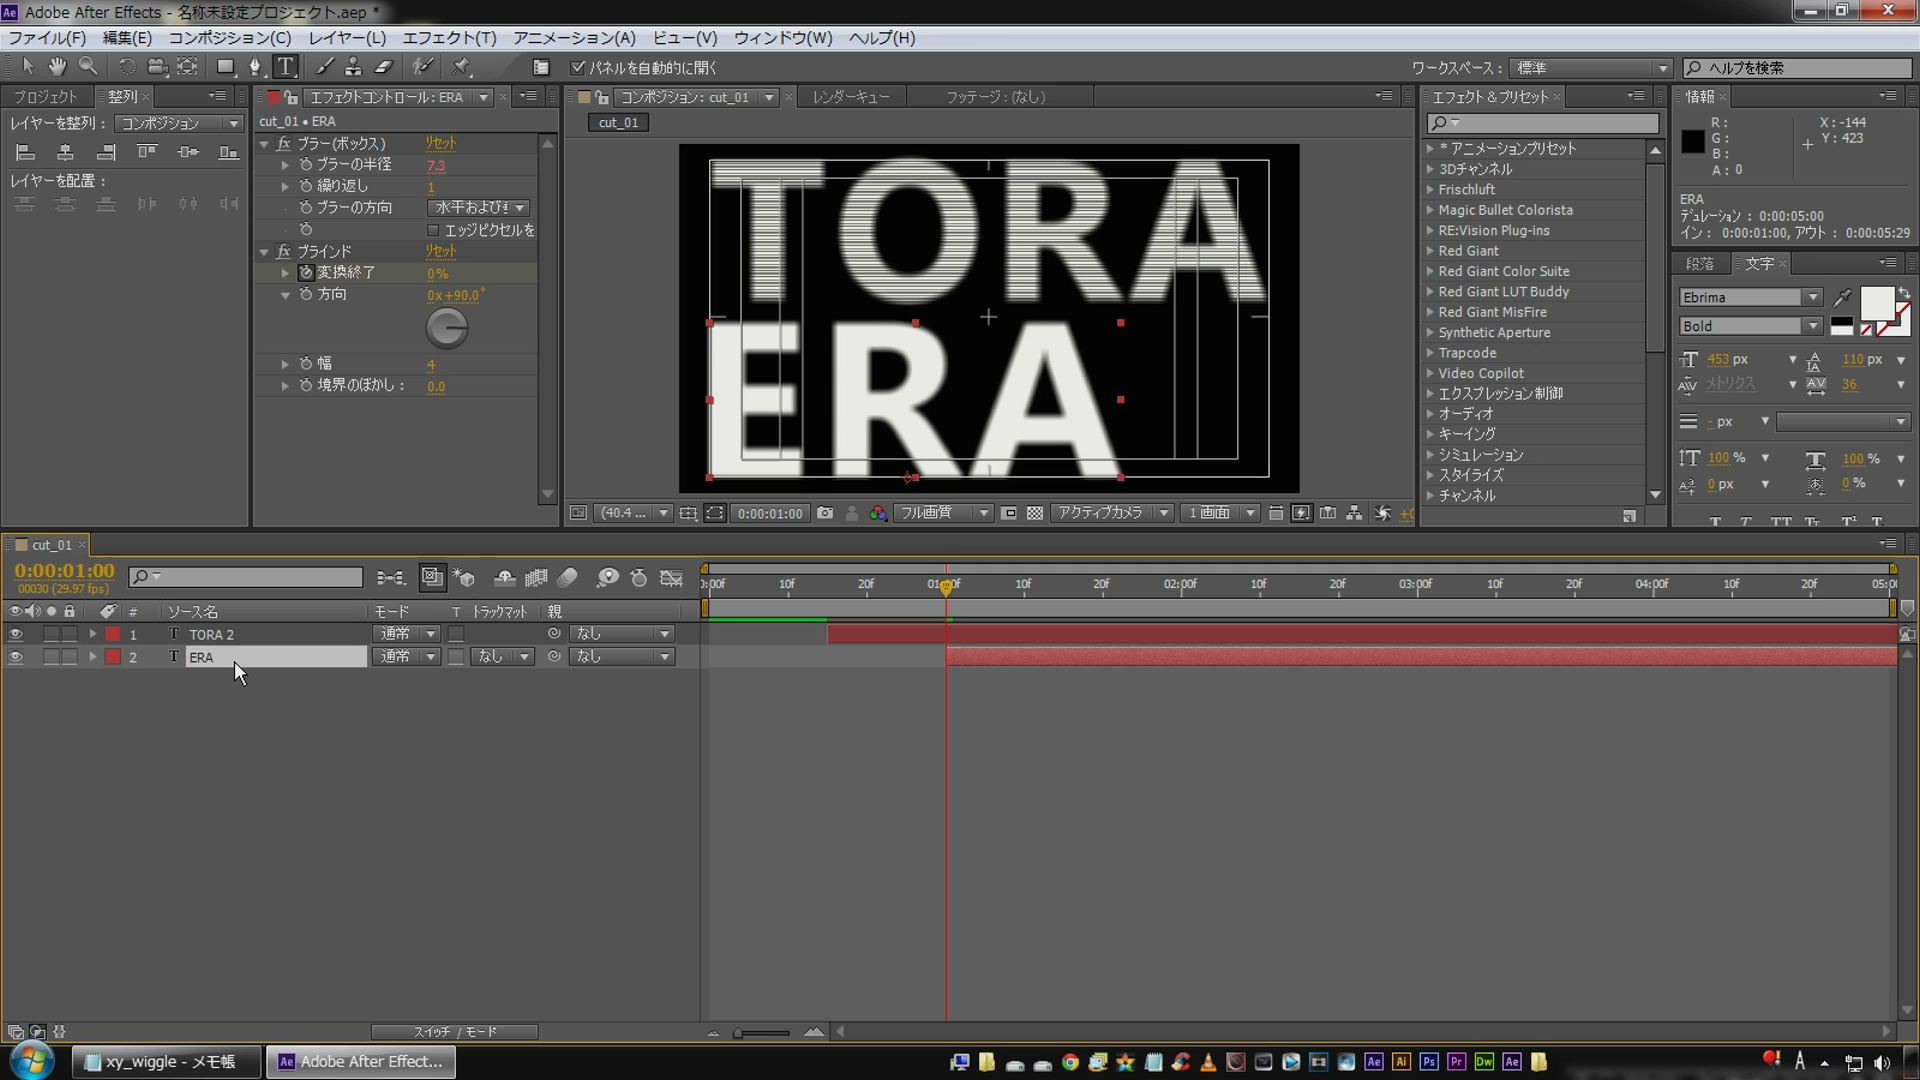 Adobe After Effects - 名称未設定プロジェクト.aep *
ファイル(F) 編集(E) コンポジション(C) レイヤー(L) エフェクト(T) アニメーション(A) ビュー(V) ウィンドウ(W) ヘルプ(H)
パネルを自動的に開く
ワークスペース: 標準
ヘルプを検索
プロジェクト 整列
レイヤーを整列: コンポジション
レイヤーを配置:
エフェクトコントロール: ERA
cut_01 • ERA
ブラー(ボックス) リセット
ブラーの半径 7.3
繰り返し 1
ブラーの方向 水平および
エッジピクセルを
ブラインド リセット
変換終了 0%
方向 0x+90.0°
幅 4
境界のぼかし: 0.0
コンポジション: cut_01 レンダーキュー フッテージ: (なし)
cut_01
TORA
ERA
(40.4 ... 0:00:01:00 フル画質 アクティブカメラ 1画面 +0
エフェクト&プリセット
* アニメーションプリセット
3Dチャンネル
Frischluft
Magic Bullet Colorista
RE:Vision Plug-ins
Red Giant
Red Giant Color Suite
Red Giant LUT Buddy
Red Giant MisFire
Synthetic Aperture
Trapcode
Video Copilot
エクスプレッション制御
オーディオ
キーイング
シミュレーション
スタイライズ
チャンネル
情報
R: X: -144
G: Y: 423
B:
A: 0
ERA
デュレーション: 0:00:05:00
イン: 0:00:01:00, アウト: 0:00:05:29
段落 文字
Ebrima
Bold
453 px 110 px
メトリクス 36
- px
100 % 100 %
0 px 0 %
cut_01
0:00:01:00
00030 (29.97 fps)
# ソース名 モード T トラックマット 親
):00f 10f 20f 01:00f 10f 20f 02:00f 10f 20f 03:00f 10f 20f 04:00f 10f 20f 05:0(
1 T TORA 2 通常 なし
2 T ERA 通常 なし なし
スイッチ / モード
xy_wiggle - メモ帳
Ae Adobe After Effect...
Ae Ai Ps Pr Dw Ae
A